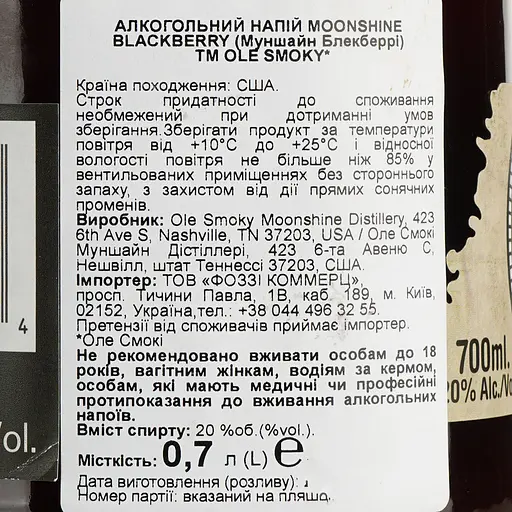 АЛКОГОЛЬНИЙ НАПІЙ MOONSHINE
BLACKBERRY (Муншайн Блекберрі)
ТМ OLE SMOKY*
Країна походження: США.
Строк придатності до споживання
необмежений при дотриманні умов
зберігання.Зберігати продукт за температури
повітря від +10°С до +25°С і відносної
вологості повітря не більше ніж 85% у
вентильованих приміщеннях без стороннього
запаху, з захистом від дії прямих сонячних
променів.
Виробник: Ole Smoky Moonshine Distillery, 423
6th Ave S, Nashville, TN 37203, USA / Оле Смокі
Муншайн Дістіллері, 423 6-та Авеню С,
Нешвілл, штат Теннессі 37203, США.
Імпортер: ТОВ «ФОЗЗІ КОММЕРЦ»,
просп. Тичини Павла, 1В, каб. 189, м. Київ,
02152, Україна,тел.: +38 044 496 32 55.
Претензії від споживачів приймає імпортер.
*Оле Смокі
Не рекомендовано вживати особам до 18
років, вагітним жінкам, водіям за кермом,
особам, які мають медичні чи професійні
протипоказання до вживання алкогольних
напоїв.
Вміст спирту: 20 %об.(%vol.).
Місткість: 0,7 л (L) e
Дата виготовлення (розливу):
Номер партії: вказаний на пляшці
4
/ol.
700ml.
20% Alc./Vo